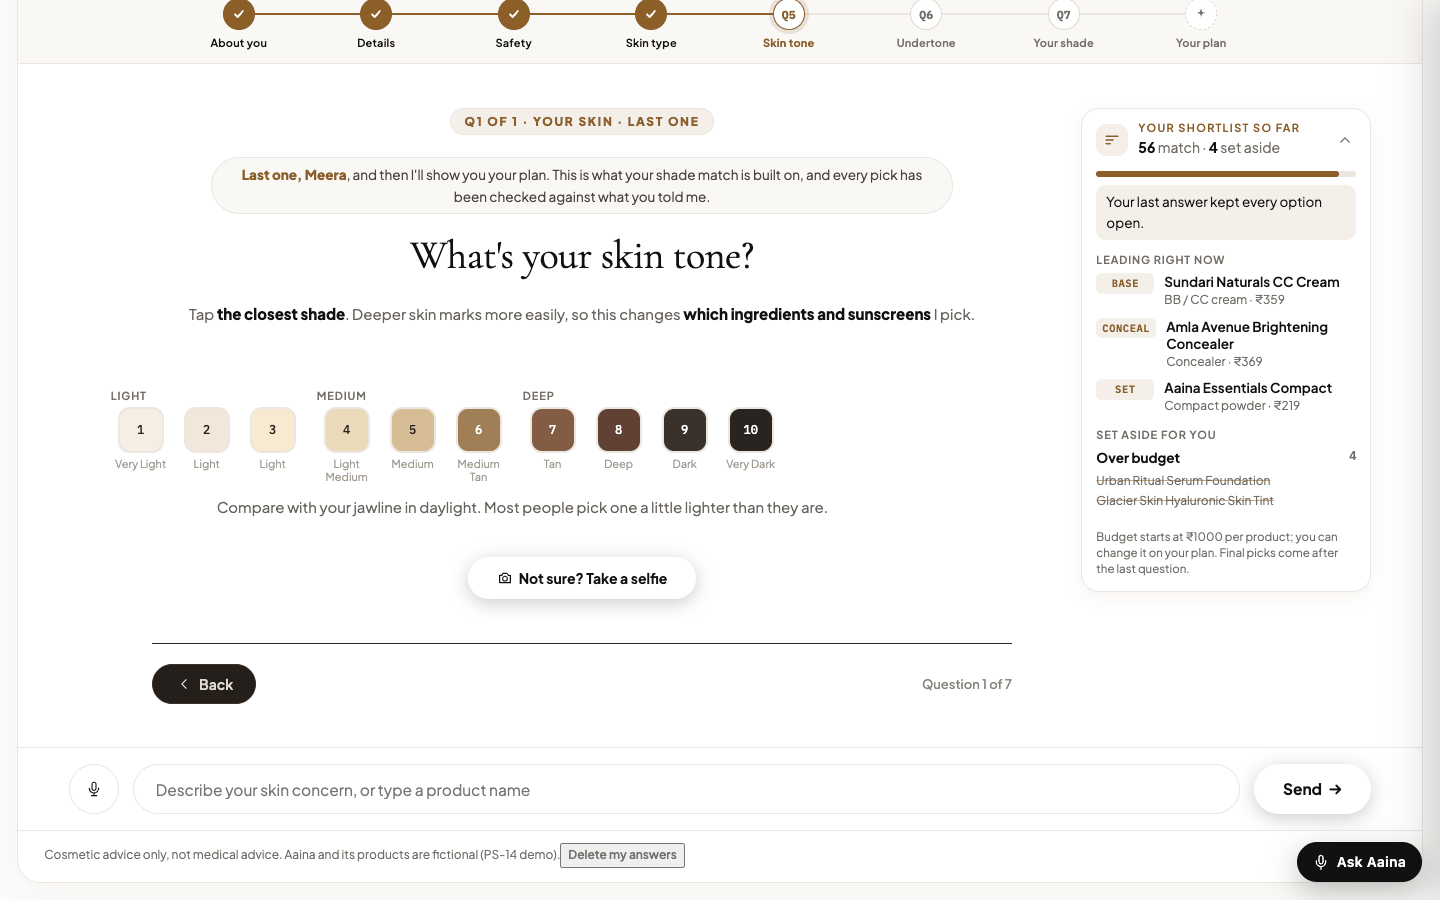 Q5
Q6
Q7
About you
Details
Safety
Skin type
Skin tone
Undertone
Your shade
Your plan
Q1 OF 1 · YOUR SKIN · LAST ONE
Last one, Meera, and then I'll show you your plan. This is what your shade match is built on, and every pick has
been checked against what you told me.
What's your skin tone?
Tap the closest shade. Deeper skin marks more easily, so this changes which ingredients and sunscreens I pick.
LIGHT
MEDIUM
DEEP
1
2
3
4
5
6
7
8
9
10
Very Light
Light
Light
Light
Medium
Medium
Medium
Tan
Tan
Deep
Dark
Very Dark
Compare with your jawline in daylight. Most people pick one a little lighter than they are.
Not sure? Take a selfie
Back
Question 1 of 7
YOUR SHORTLIST SO FAR
56 match · 4 set aside
Your last answer kept every option
open.
LEADING RIGHT NOW
BASE
Sundari Naturals CC Cream
BB / CC cream · ₹359
CONCEAL
Amla Avenue Brightening
Concealer
Concealer · ₹369
SET
Aaina Essentials Compact
Compact powder · ₹219
SET ASIDE FOR YOU
Over budget
4
Urban Ritual Serum Foundation
Glacier Skin Hyaluronic Skin Tint
Budget starts at ₹1000 per product; you can
change it on your plan. Final picks come after
the last question.
Describe your skin concern, or type a product name
Send →
Cosmetic advice only, not medical advice. Aaina and its products are fictional (PS-14 demo).
Delete my answers
Ask Aaina